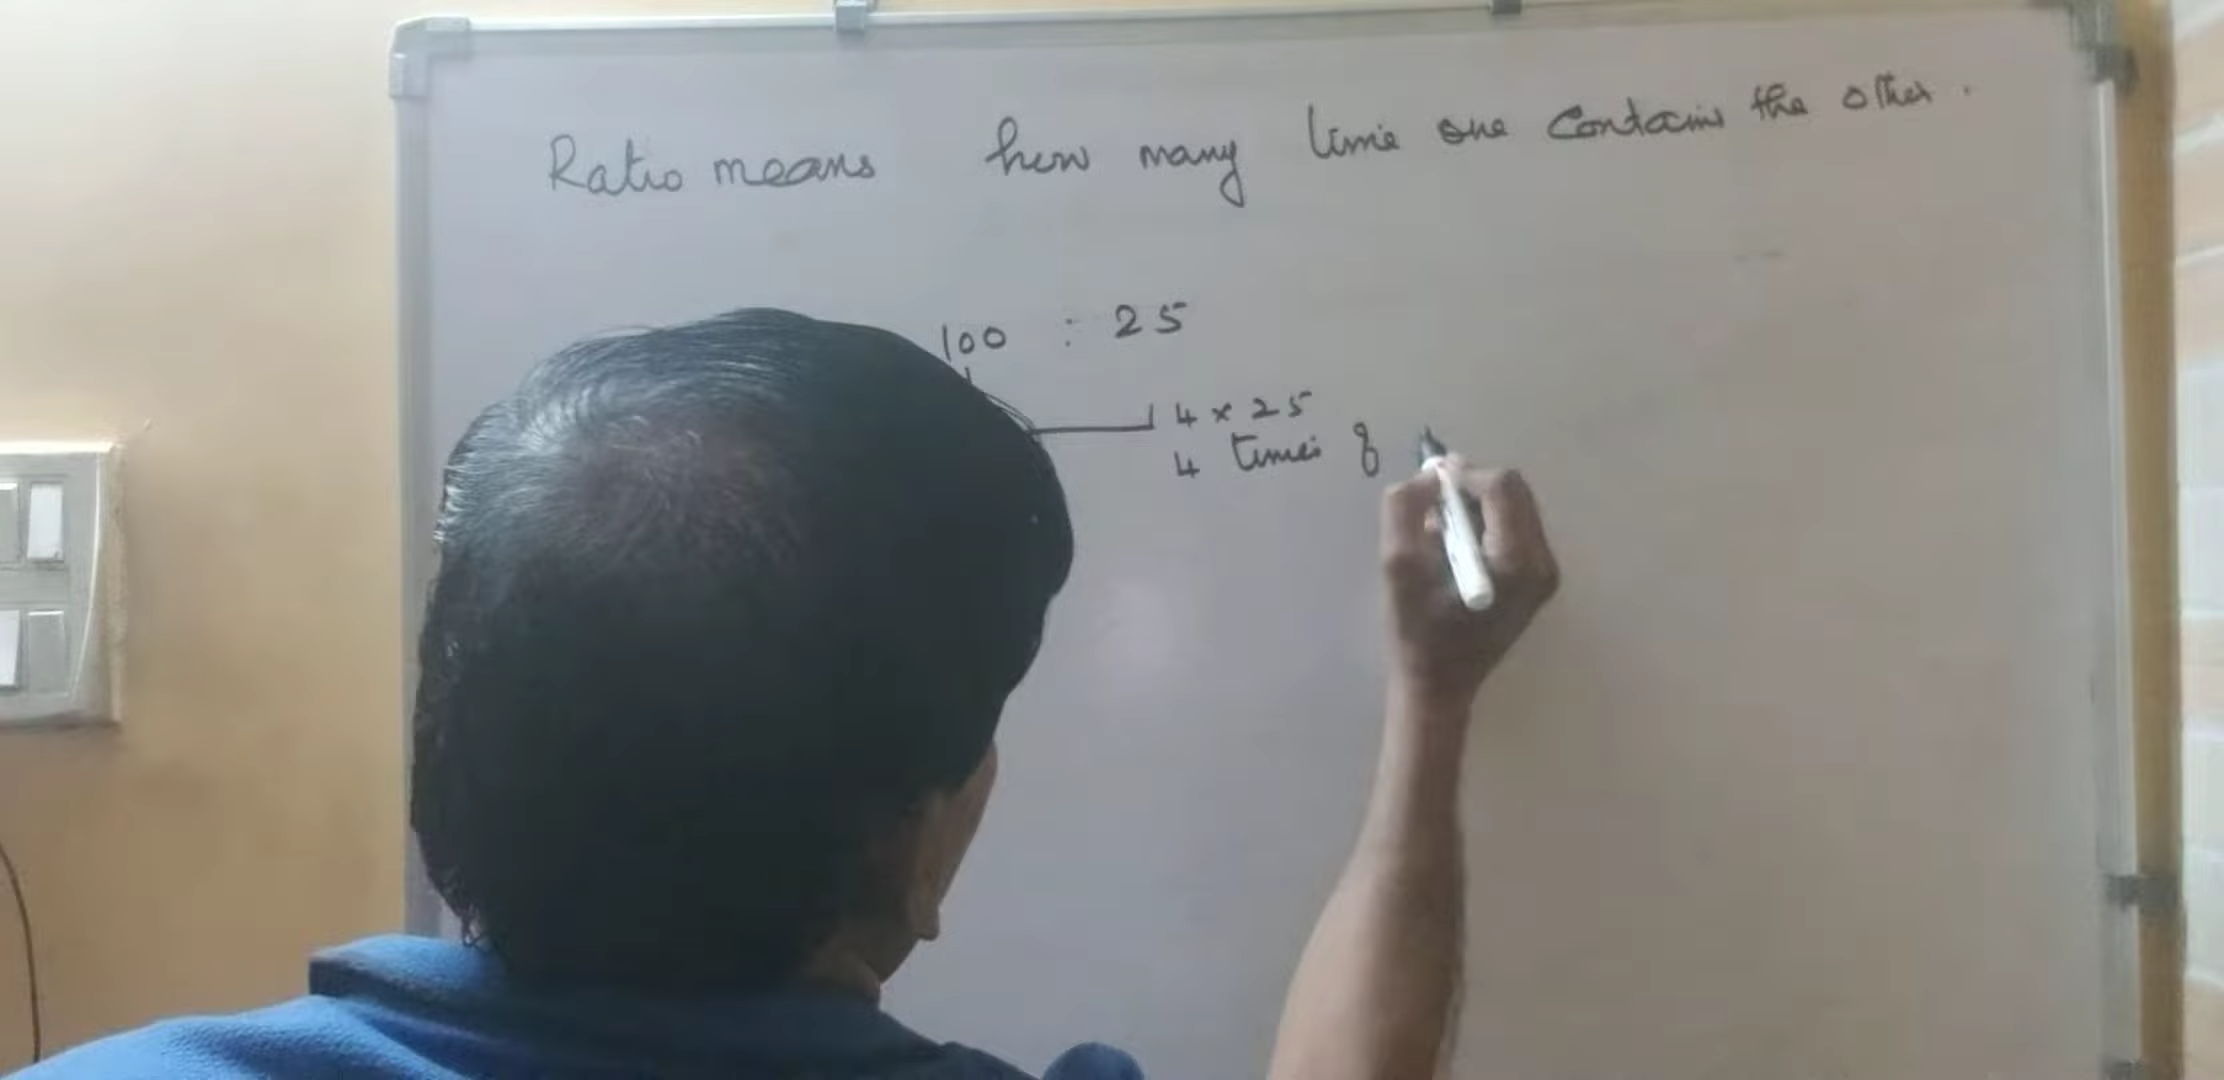 Ratio means how many time one contains the other.
100 : 25
4 x 25
4 times of